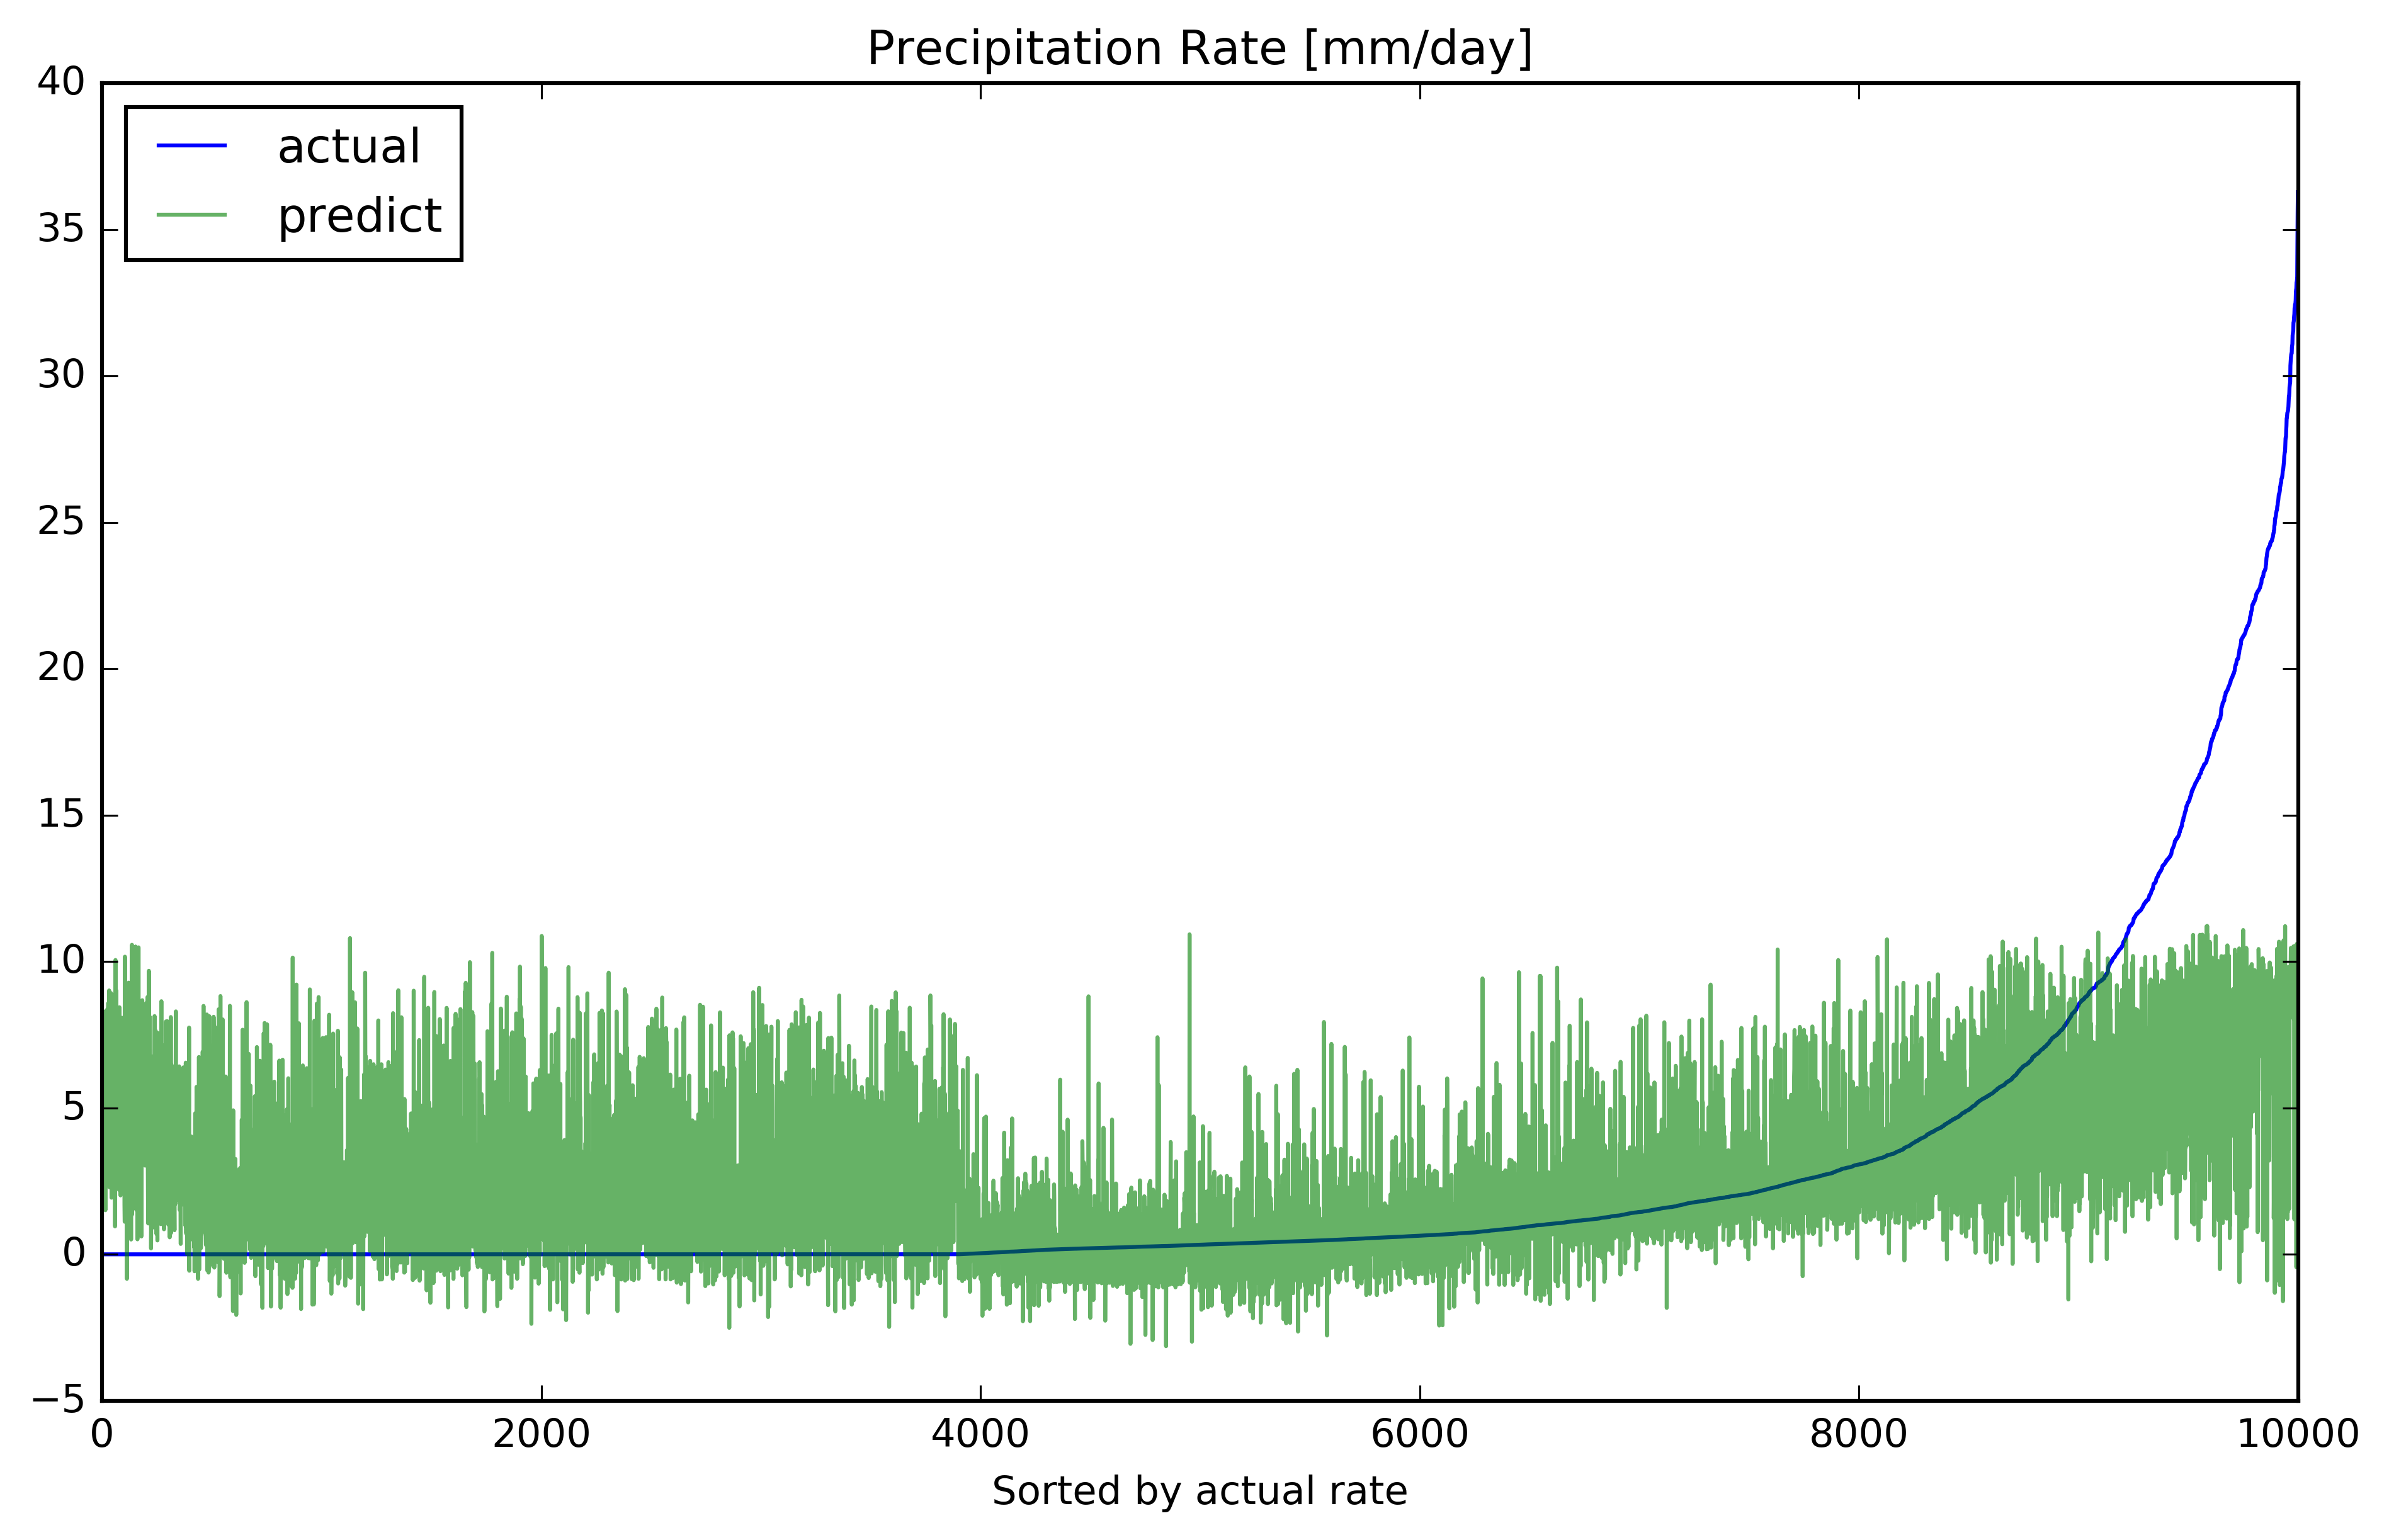 Precipitation Rate [mm/day]
40
35
30
25
20
15
10
5
0
−5
actual
predict
0 2000 4000 6000 8000 10000
Sorted by actual rate